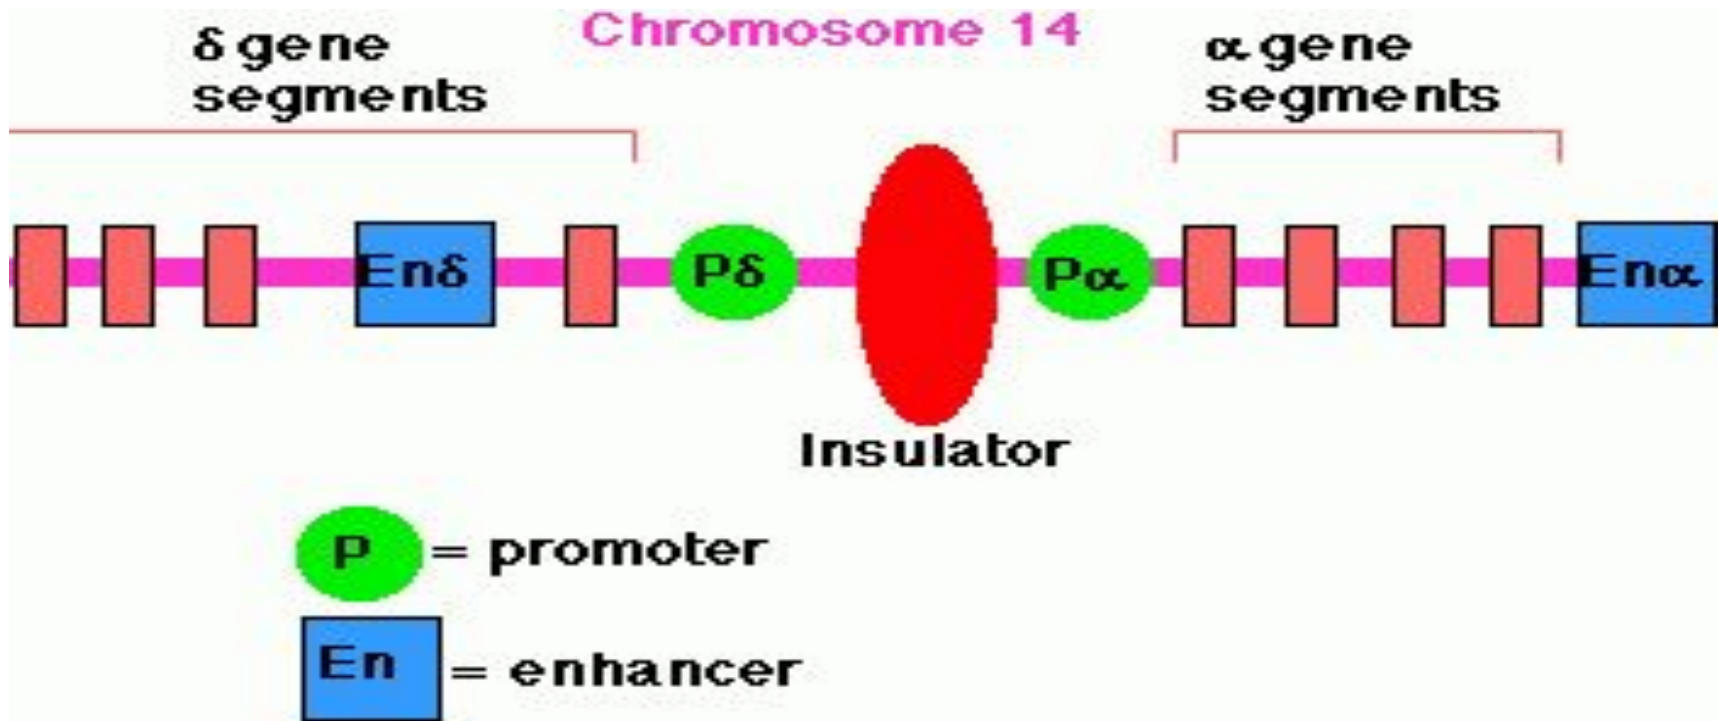 Chromosome 14
δ gene
segments
α gene
segments
Enδ
Pδ
Pα
Enα
Insulator
P = promoter
En = enhancer